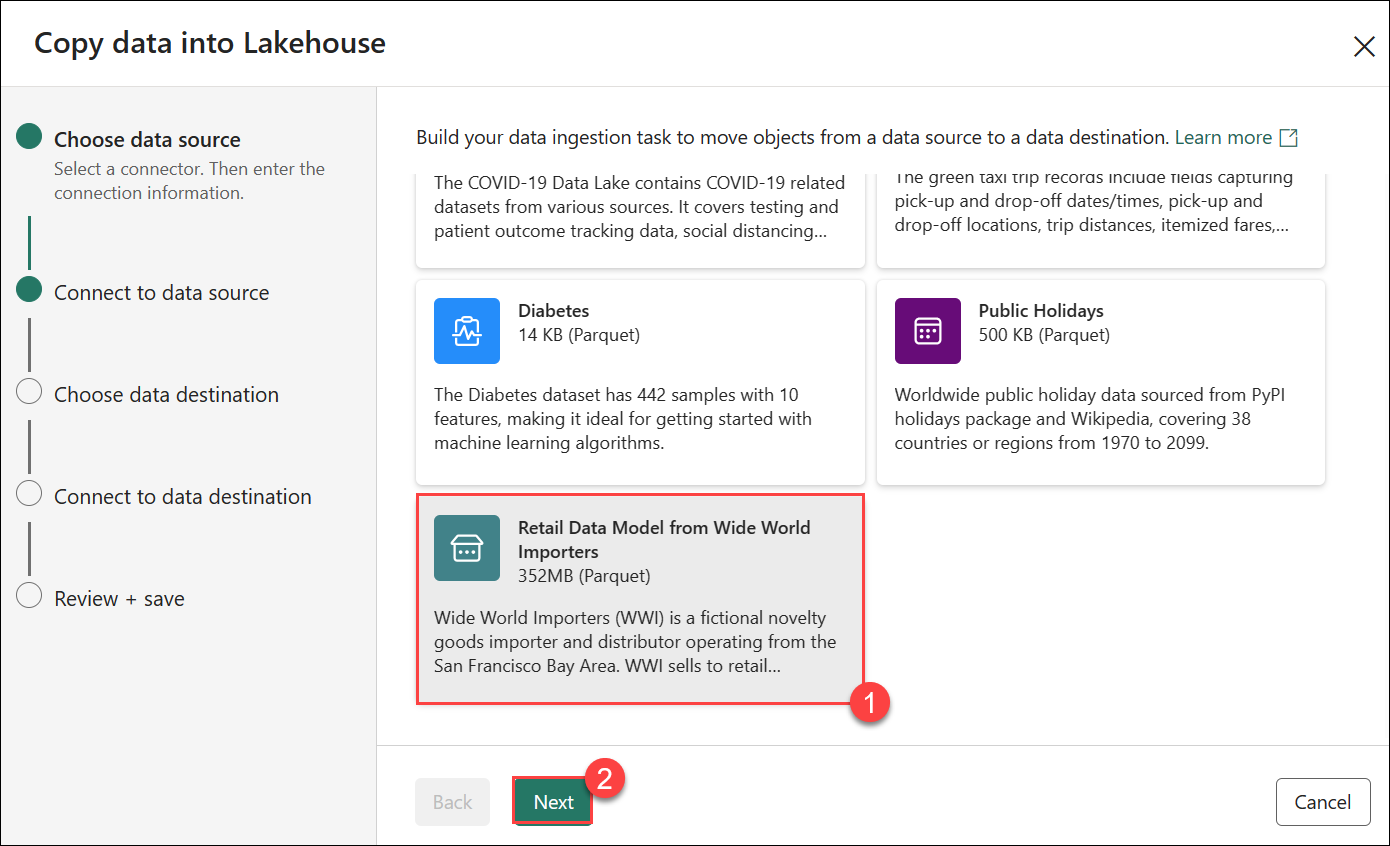 Copy data into Lakehouse
Choose data source
Select a connector. Then enter the
connection information.
Connect to data source
Choose data destination
Connect to data destination
Review + save
Build your data ingestion task to move objects from a data source to a data destination. Learn more
The COVID-19 Data Lake contains COVID-19 related
datasets from various sources. It covers testing and
patient outcome tracking data, social distancing...
The green taxi trip records include fields capturing
pick-up and drop-off dates/times, pick-up and
drop-off locations, trip distances, itemized fares,...
Diabetes
14 KB (Parquet)
The Diabetes dataset has 442 samples with 10
features, making it ideal for getting started with
machine learning algorithms.
Public Holidays
500 KB (Parquet)
Worldwide public holiday data sourced from PyPI
holidays package and Wikipedia, covering 38
countries or regions from 1970 to 2099.
Retail Data Model from Wide World
Importers
352MB (Parquet)
Wide World Importers (WWI) is a fictional novelty
goods importer and distributor operating from the
San Francisco Bay Area. WWI sells to retail...
1
Back
Next
2
Cancel